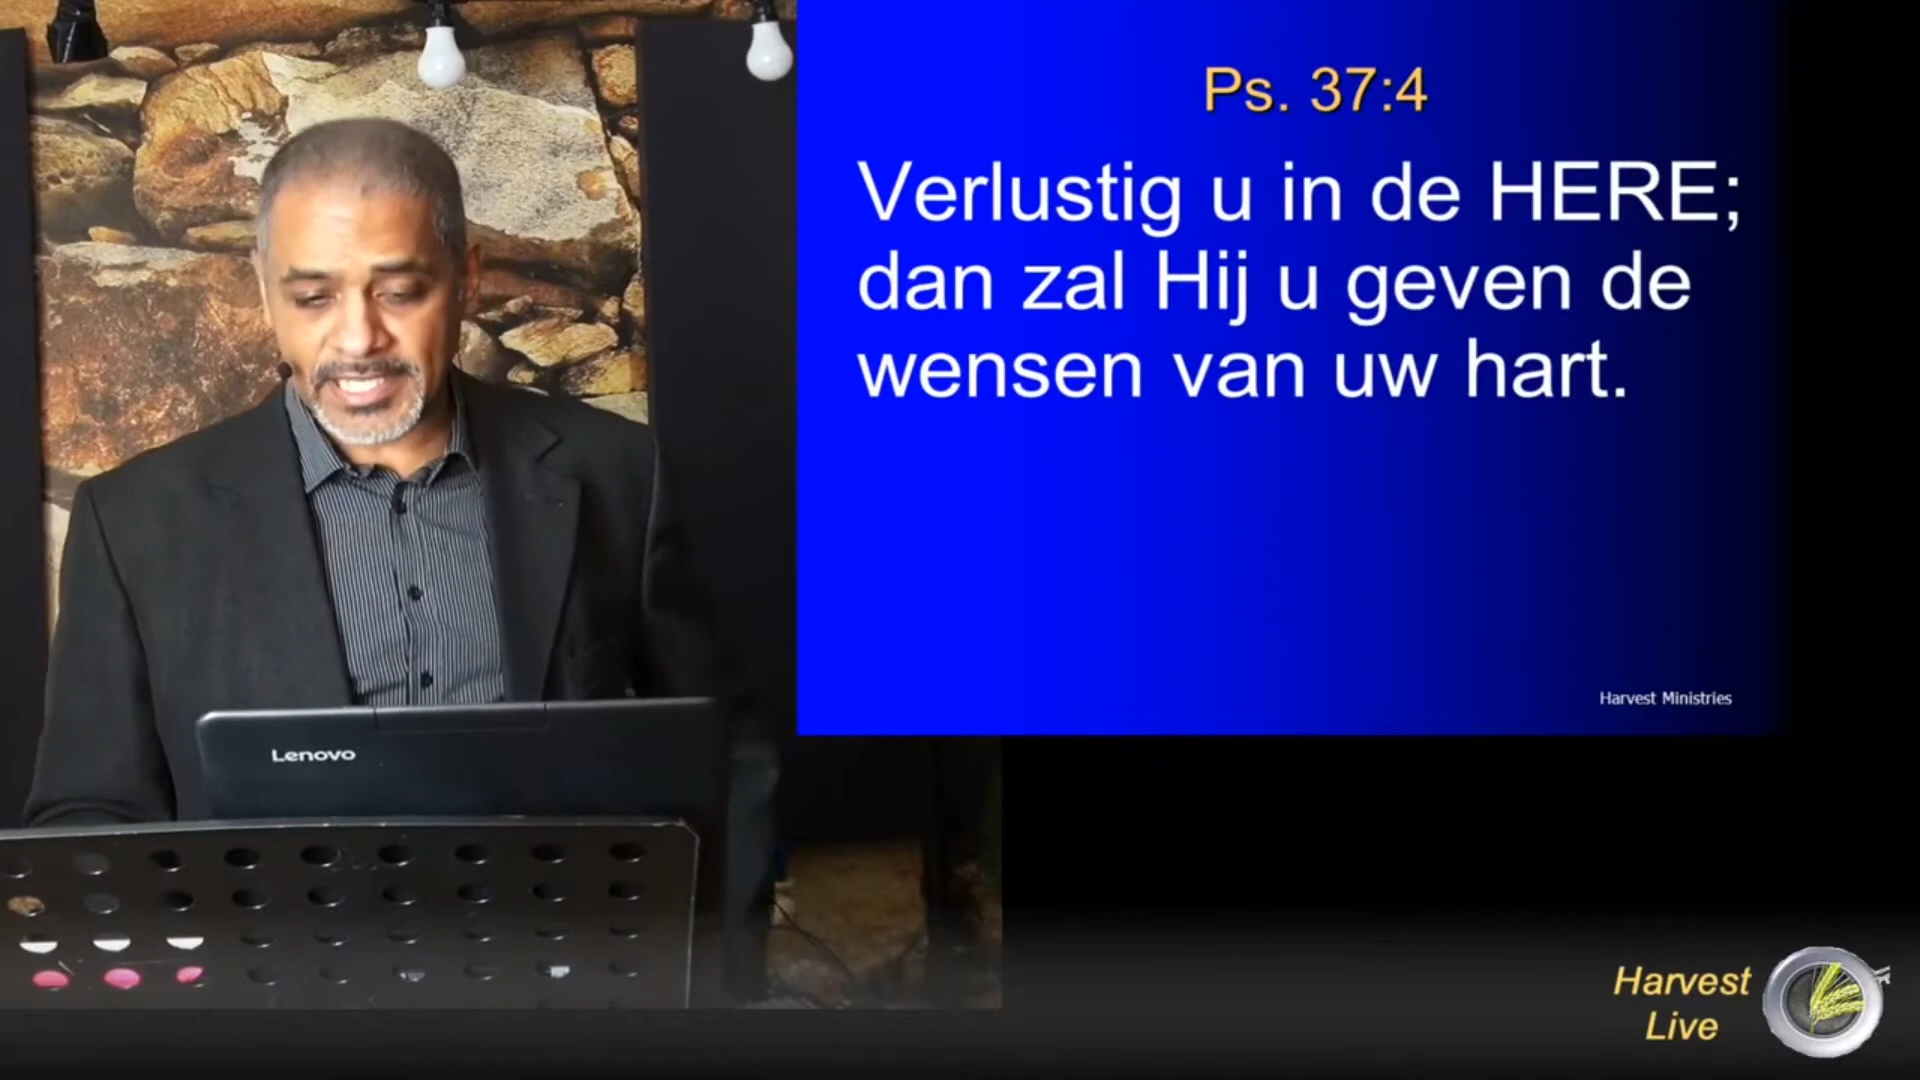 Ps. 37:4
Verlustig u in de HERE;
dan zal Hij u geven de
wensen van uw hart.
Harvest Ministries
Lenovo
Harvest
Live